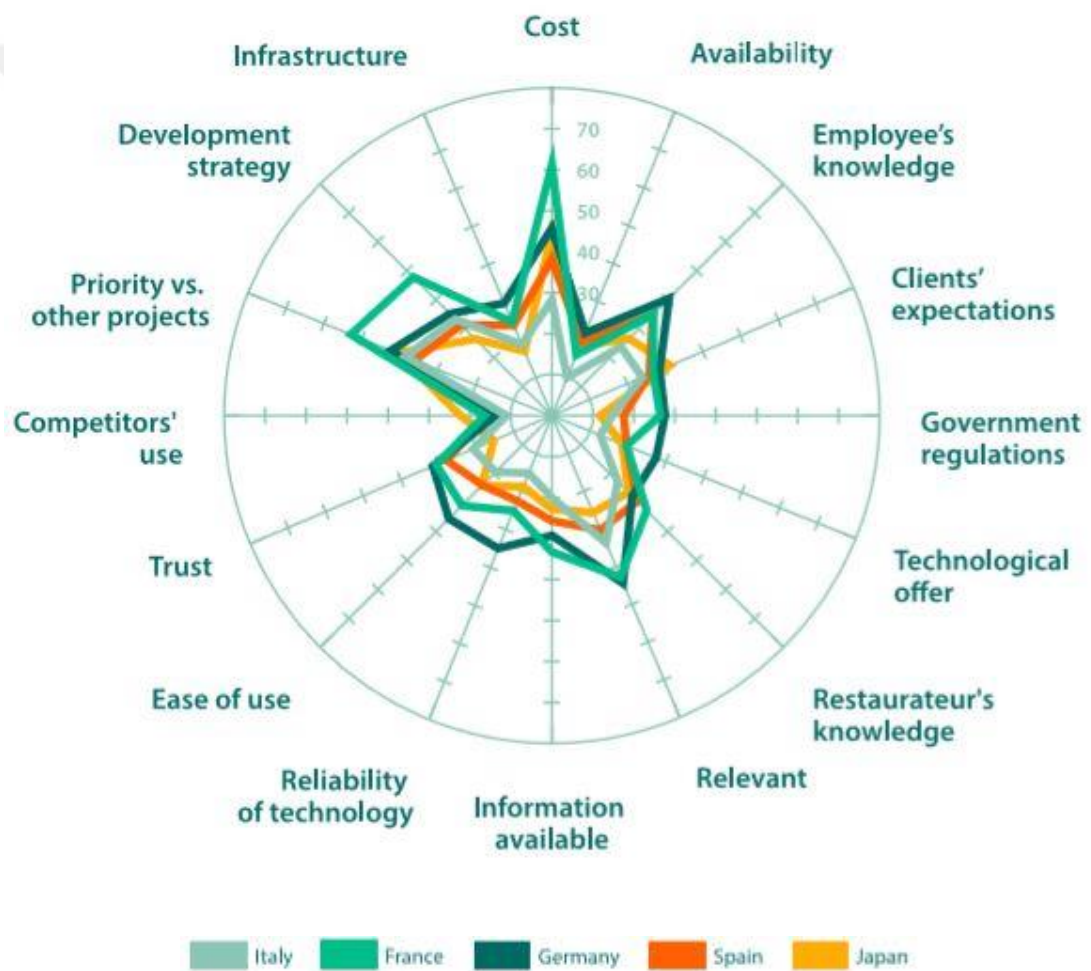 Cost
Infrastructure
Availability
Development
strategy
Employee's
knowledge
70
60
50
40
30
Priority vs.
other projects
Clients'
expectations
Competitors'
use
Government
regulations
Trust
Technological
offer
Ease of use
Restaurateur's
knowledge
Reliability
of technology
Information
available
Relevant
Italy France Germany Spain Japan